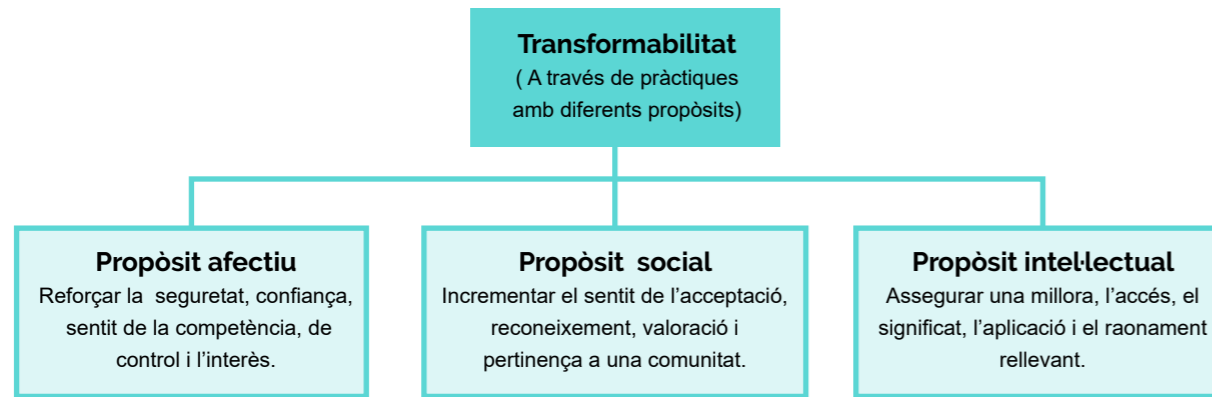 Transformabilitat
( A través de pràctiques
amb diferents propòsits)
Propòsit afectiu
Reforçar la seguretat, confiança,
sentit de la competència, de
control i l’interès.
Propòsit social
Incrementar el sentit de l’acceptació,
reconeixement, valoració i
pertinença a una comunitat.
Propòsit intel·lectual
Assegurar una millora, l’accés, el
significat, l’aplicació i el raonament
rellevant.